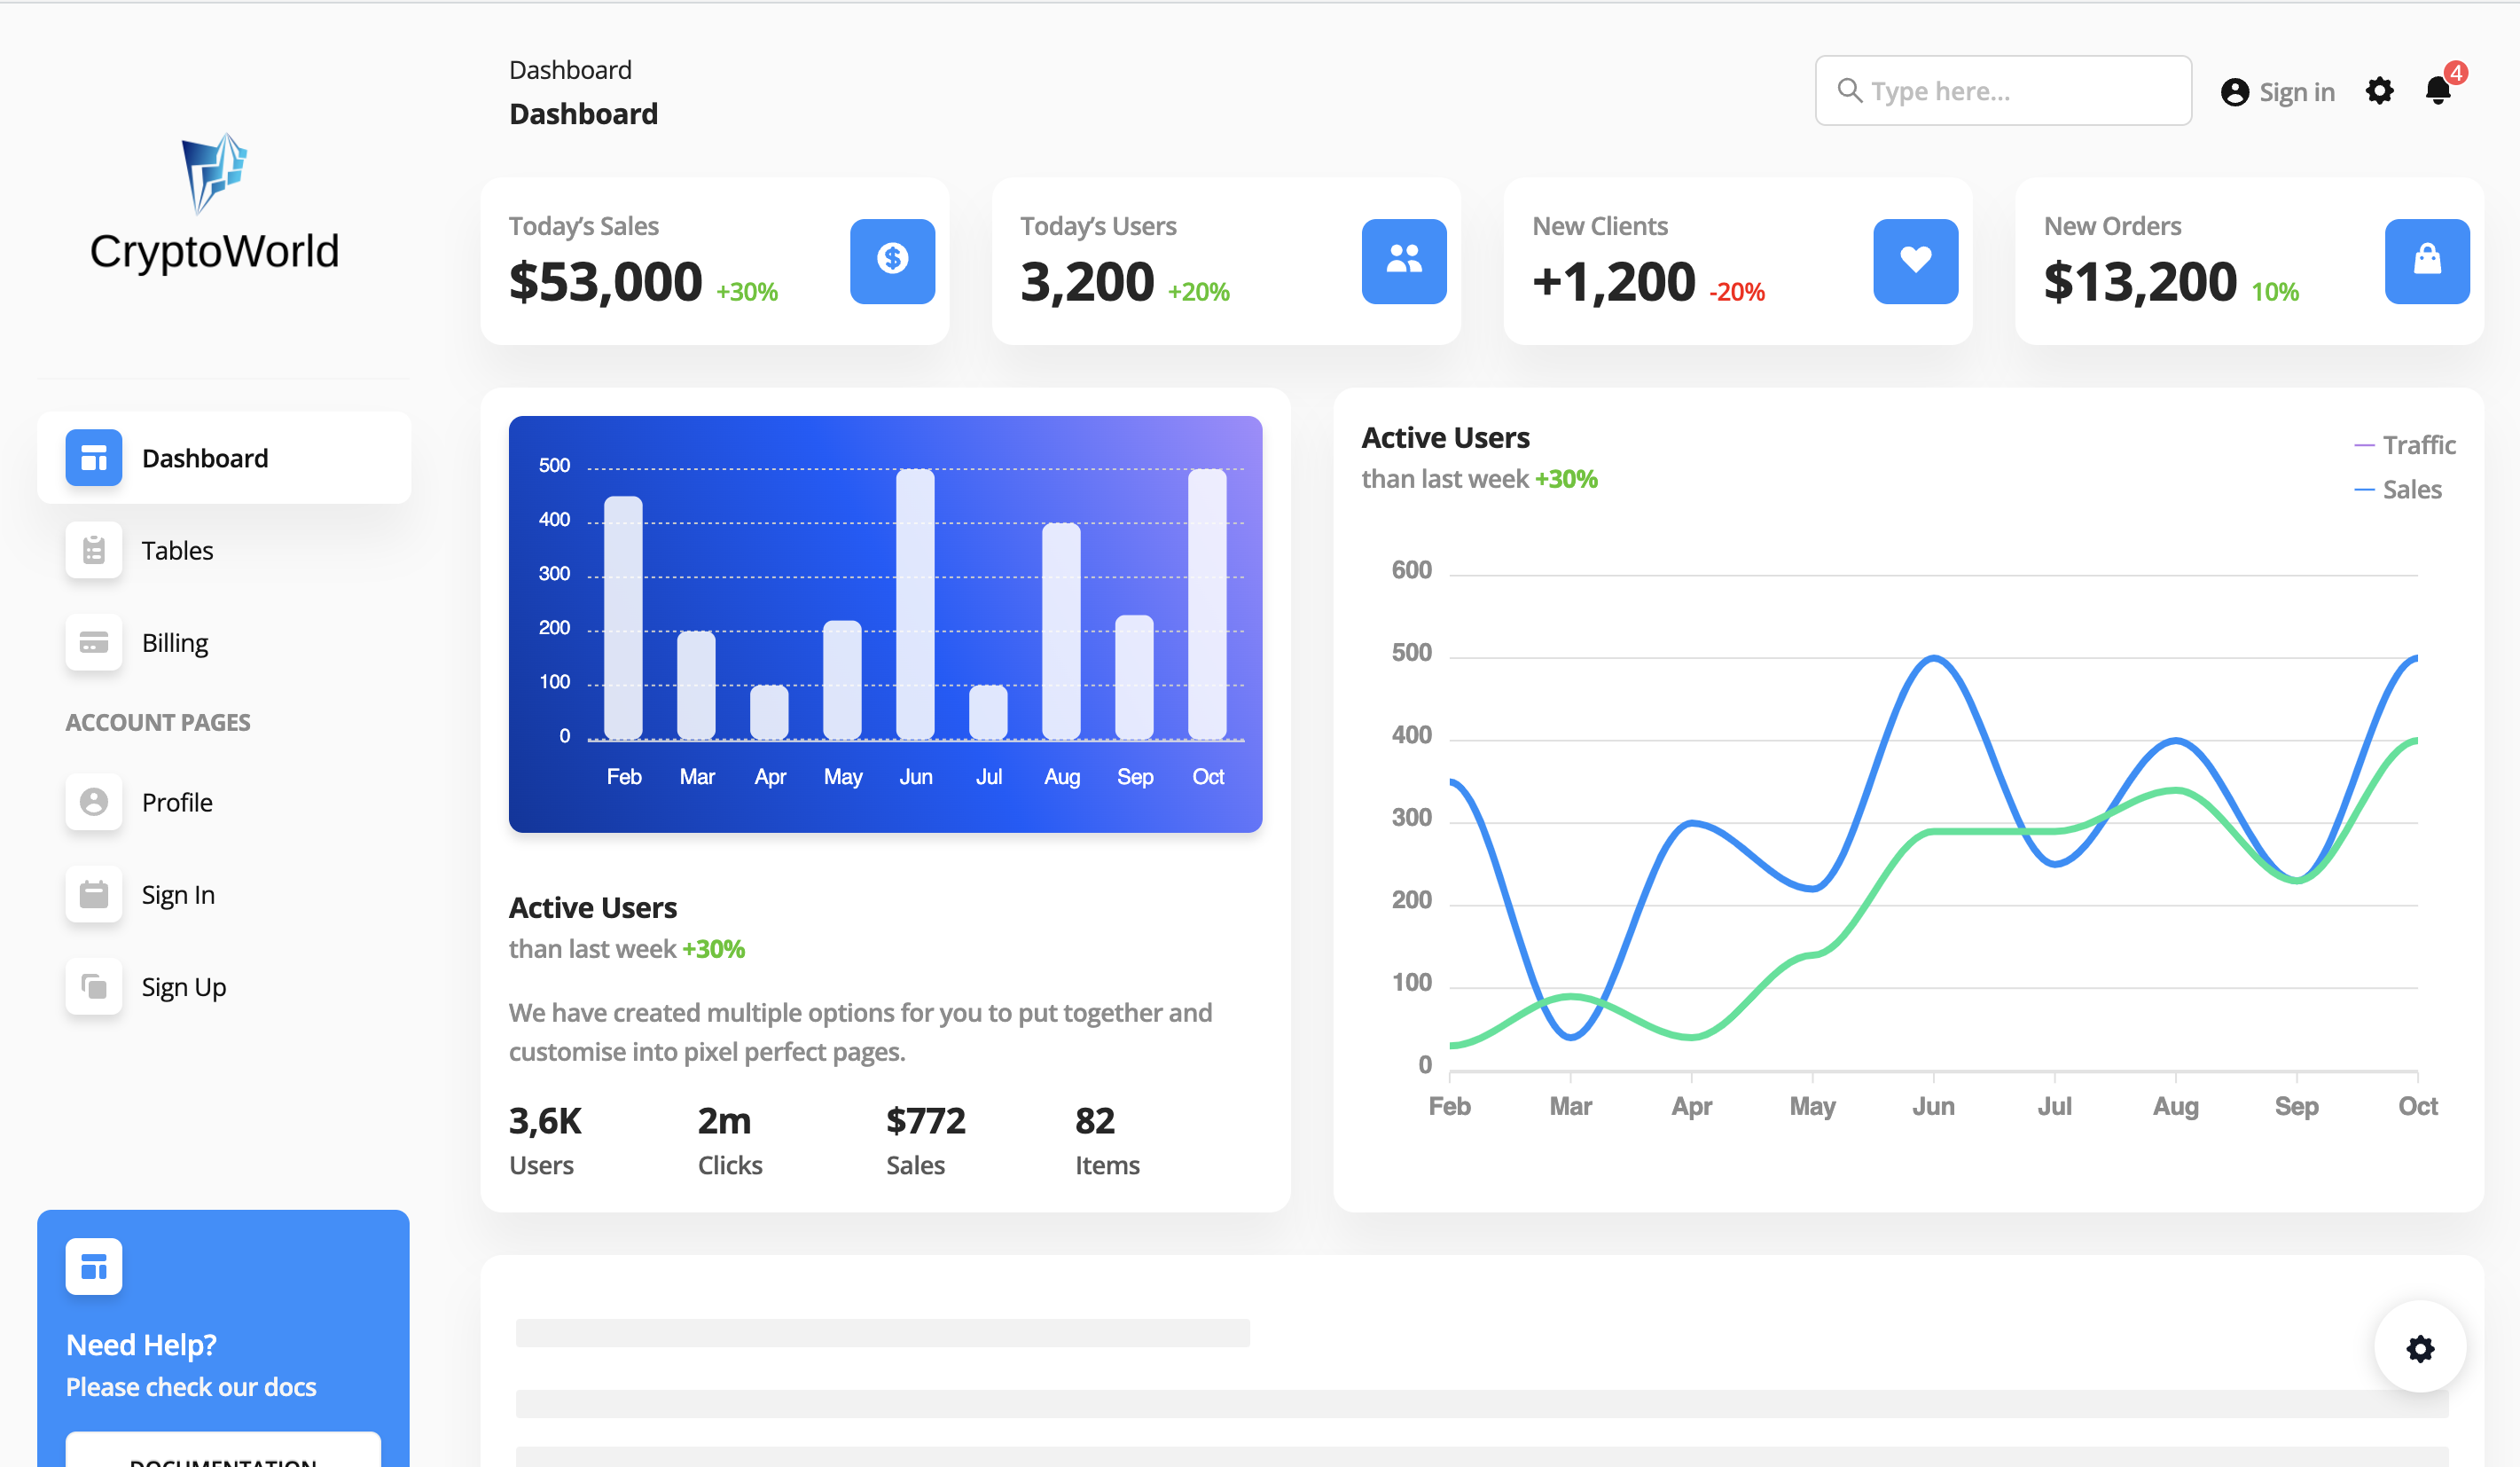 CryptoWorld
Dashboard
Tables
Billing
ACCOUNT PAGES
Profile
Sign In
Sign Up
Need Help?
Please check our docs
DOCUMENTATION
Dashboard
Dashboard
Type here...
Sign in
4
Today's Sales
$53,000 +30%
Today's Users
3,200 +20%
New Clients
+1,200 -20%
New Orders
$13,200 10%
500
400
300
200
100
0
Feb Mar Apr May Jun Jul Aug Sep Oct
Active Users
than last week +30%
We have created multiple options for you to put together and
customise into pixel perfect pages.
3,6K 2m $772 82
Users Clicks Sales Items
Active Users
than last week +30%
Traffic
Sales
600
500
400
300
200
100
0
Feb Mar Apr May Jun Jul Aug Sep Oct